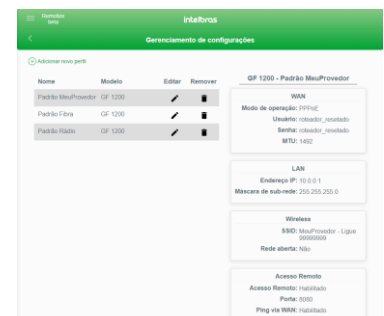 Remotize
beta
intelbras
Gerenciamento de configurações
Adicionar novo perfil
Nome Modelo Editar Remover
Padrão MeuProvedor GF 1200
Padrão Fibra GF 1200
Padrão Rádio GF 1200
GF 1200 - Padrão MeuProvedor
WAN
Modo de operação: PPPoE
Usuário: roteador_resetado
Senha: roteador_resetado
MTU: 1492
LAN
Endereço IP: 10.0.0.1
Máscara de sub-rede: 255.255.255.0
Wireless
SSID: MeuProvedor - Ligue
99999999
Rede aberta: Não
Acesso Remoto
Acesso Remoto: Habilitado
Porta: 8080
Ping via WAN: Habilitado